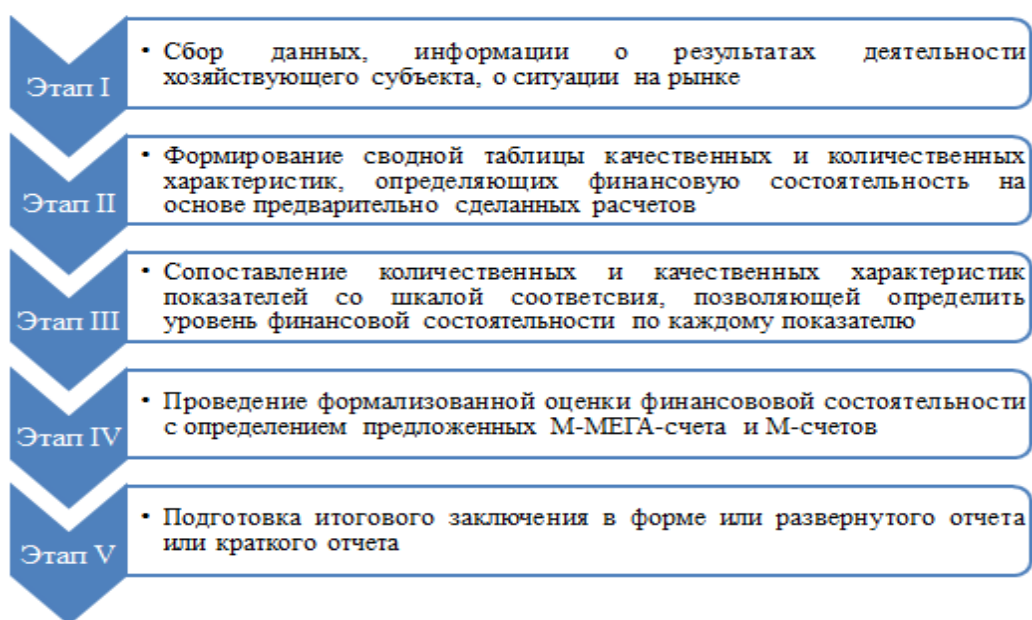 Этап I
• Сбор данных, информации о результатах деятельности
хозяйствующего субъекта, о ситуации на рынке
Этап II
• Формирование сводной таблицы качественных и количественных
характеристик, определяющих финансовую состоятельность на
основе предварительно сделанных расчетов
Этап III
• Сопоставление количественных и качественных характеристик
показателей со шкалой соответсвия, позволяющей определить
уровень финансовой состоятельности по каждому показателю
Этап IV
• Проведение формализованной оценки финансововой состоятельности
с определением предложенных М-МЕГА-счета и М-счетов
Этап V
• Подготовка итогового заключения в форме или развернутого отчета
или краткого отчета